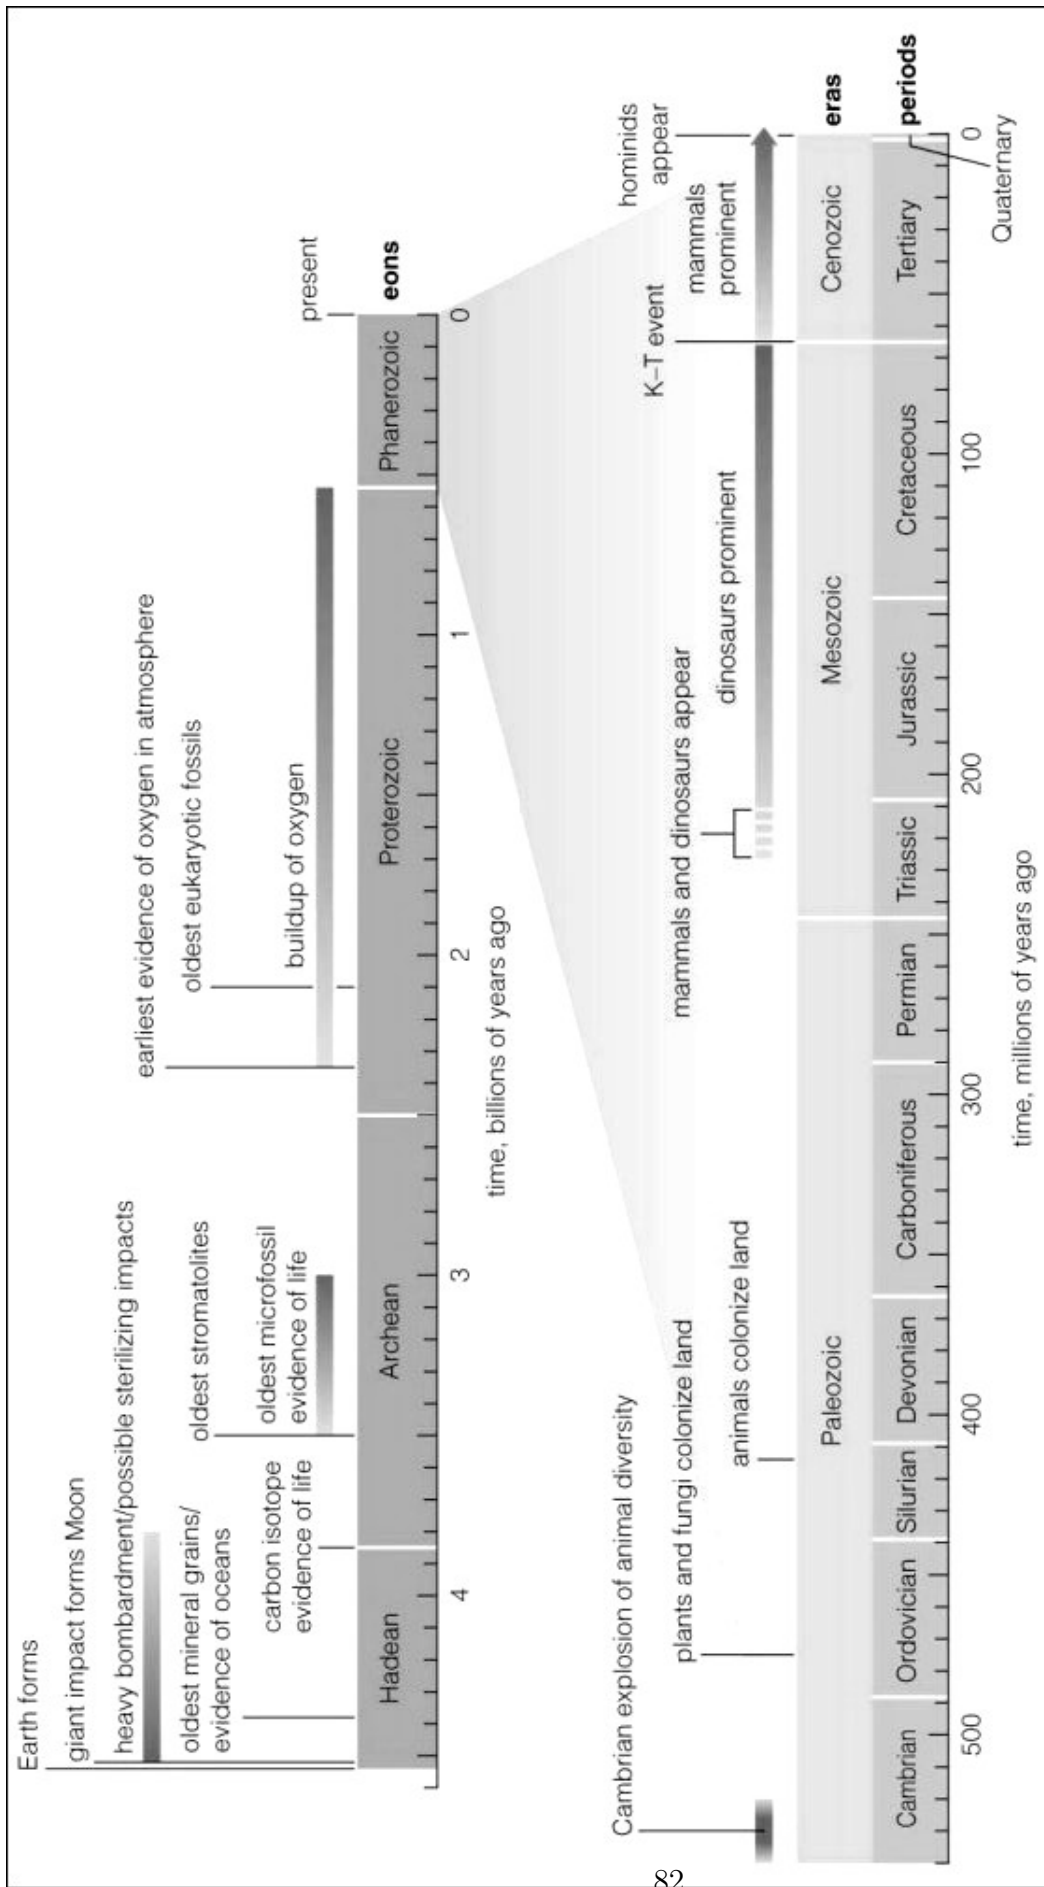 Earth forms
giant impact forms Moon
heavy bombardment/possible sterilizing impacts
oldest mineral grains/
evidence of oceans
carbon isotope
evidence of life
oldest stromatolites
oldest microfossil
evidence of life
earliest evidence of oxygen in atmosphere
oldest eukaryotic fossils
buildup of oxygen
present
Hadean
Archean
Proterozoic
Phanerozoic
eons
4
3
2
1
0
time, billions of years ago
Cambrian explosion of animal diversity
plants and fungi colonize land
animals colonize land
mammals and dinosaurs appear
dinosaurs prominent
K–T event
mammals
prominent
hominids
appear
Paleozoic
Mesozoic
Cenozoic
eras
Cambrian
Ordovician
Silurian
Devonian
Carboniferous
Permian
Triassic
Jurassic
Cretaceous
Tertiary
periods
500
400
300
200
100
0
Quaternary
time, millions of years ago
82